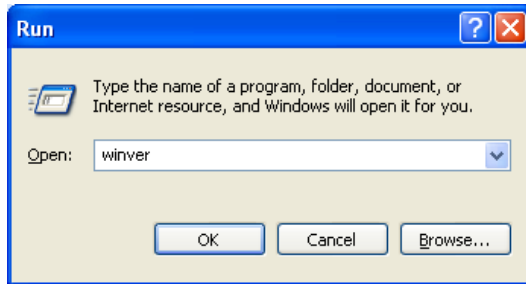 Run
Type the name of a program, folder, document, or
Internet resource, and Windows will open it for you.
Open: winver
OK Cancel Browse...